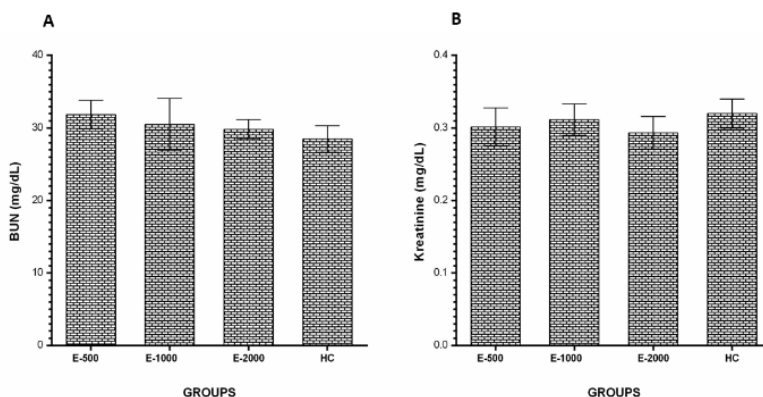 A
BUN (mg/dL)
40
30
20
10
0
E-500 E-1000 E-2000 HC
GROUPS
B
Kreatinine (mg/dL)
0.4
0.3
0.2
0.1
0.0
E-500 E-1000 E-2000 HC
GROUPS